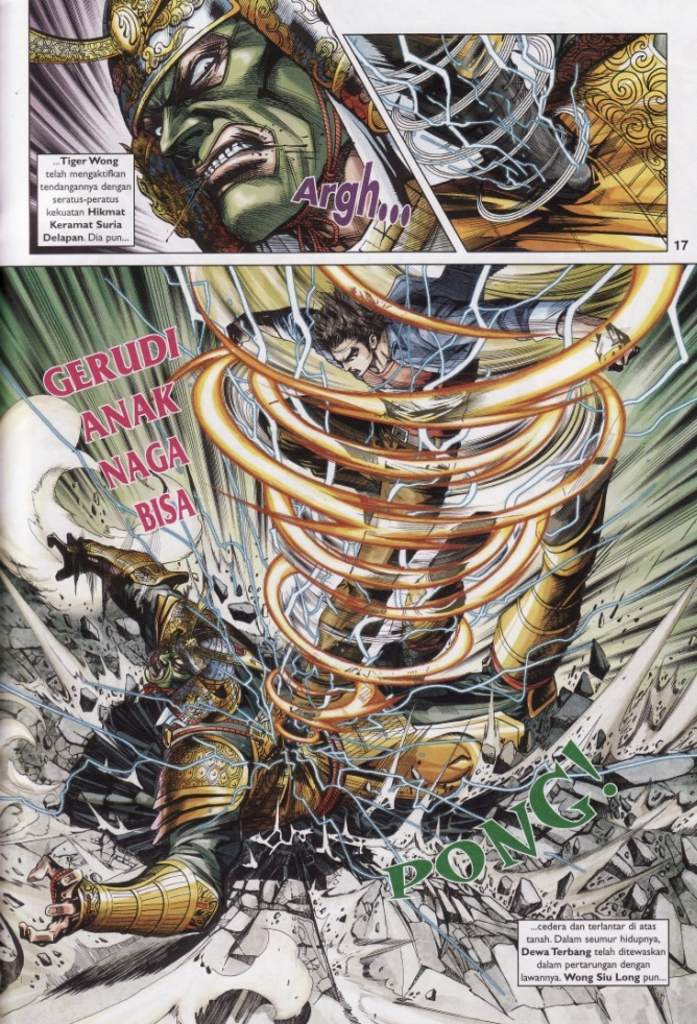 ...Tiger Wong
telah mengaktifkan
tendangannya dengan
seratus-peratus
kekuatan Hikmat
Keramat Suria
Delapan. Dia pun...
Argh...
17
GERUDI
ANAK
NAGA
BISA
PONG!
...cedera dan terlantar di atas
tanah. Dalam seumur hidupnya,
Dewa Terbang telah ditewaskan
dalam pertarungan dengan
lawannya, Wong Siu Long pun...